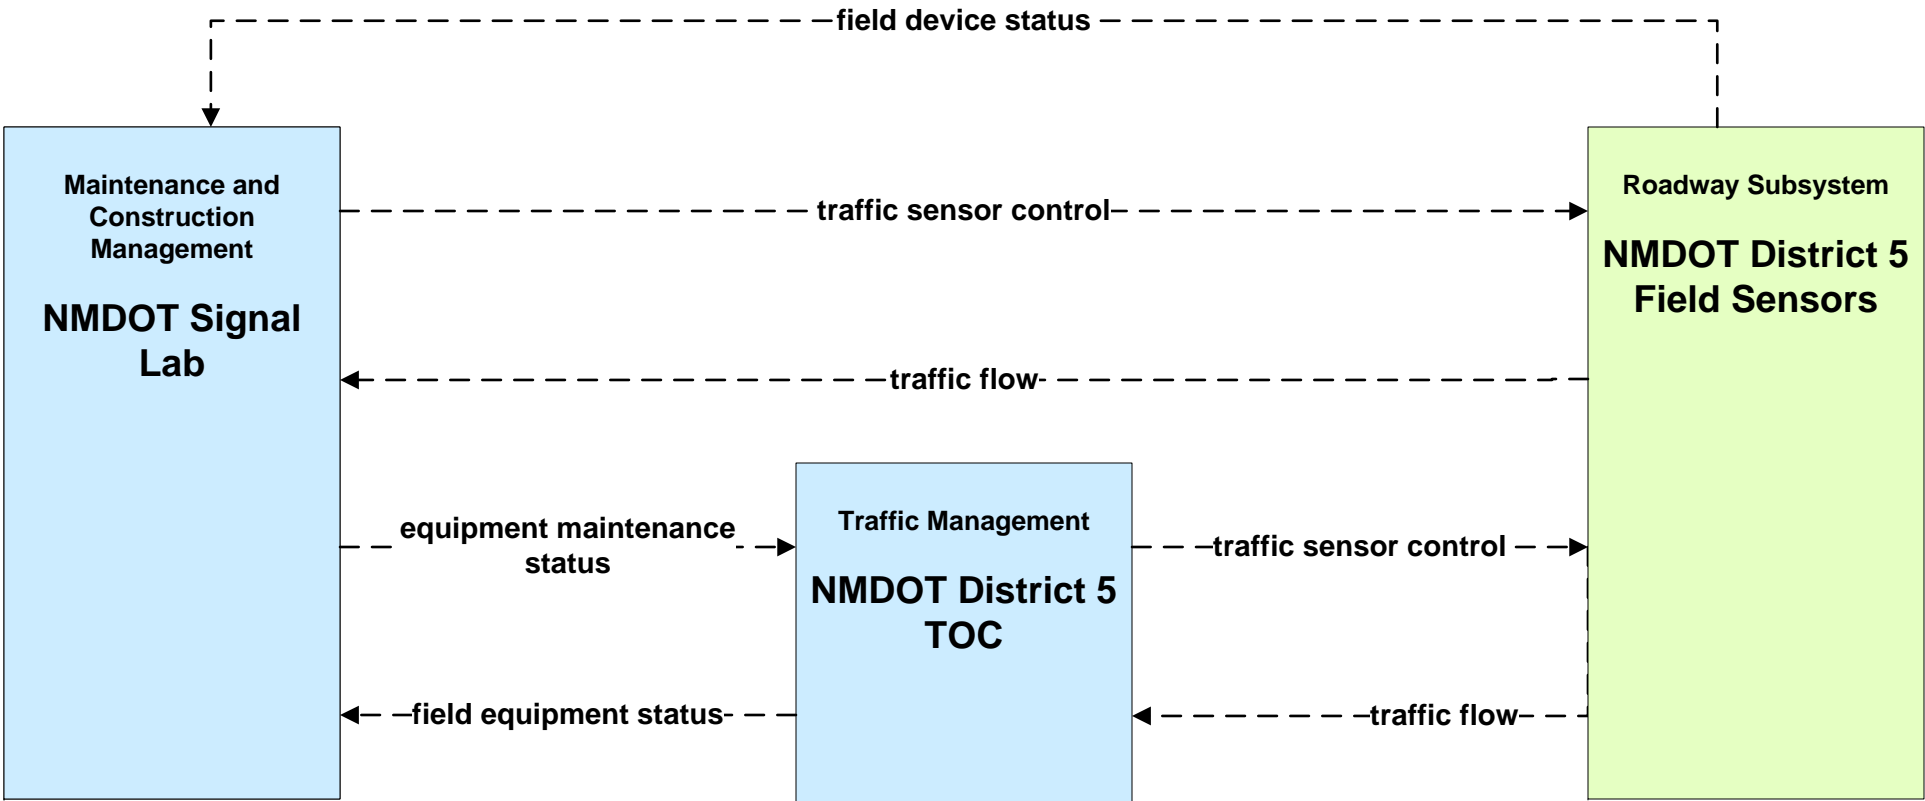 field device status
Maintenance and
Construction
Management
NMDOT Signal
Lab
traffic sensor control
Roadway Subsystem
NMDOT District 5
Field Sensors
traffic flow
equipment maintenance
status
Traffic Management
NMDOT District 5
TOC
traffic sensor control
field equipment status
traffic flow